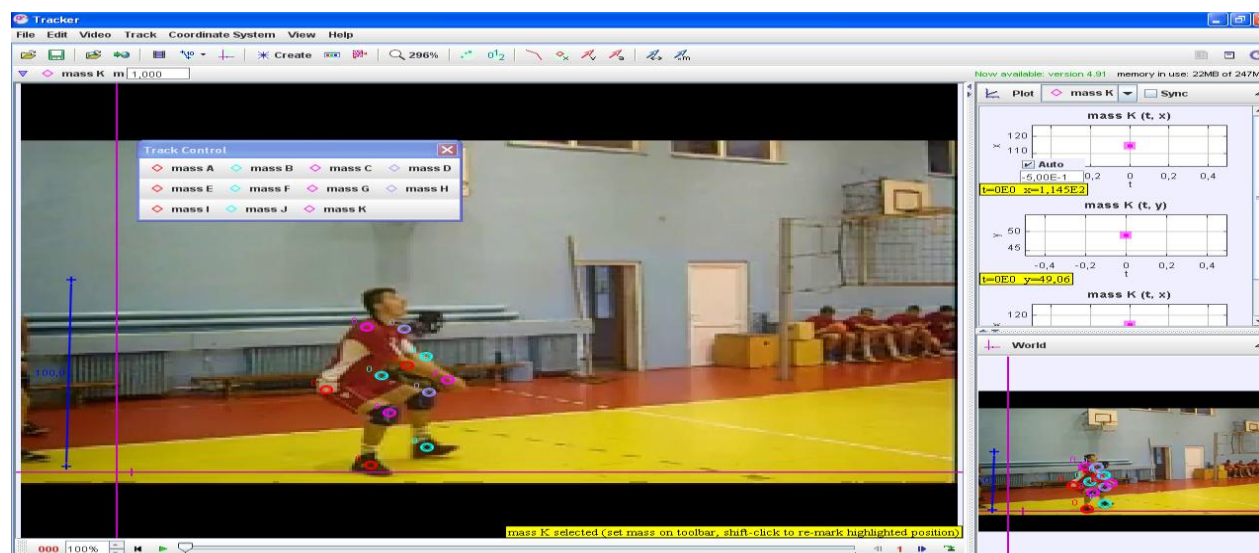 Tracker
File Edit Video Track Coordinate System View Help
Create 296%
mass K m 1,000
Now available: version 4.91 memory in use: 22MB of 247M
Track Control
mass A mass B mass C mass D
mass E mass F mass G mass H
mass I mass J mass K
100,0
Plot mass K Sync
mass K (t, x)
120
x 110
Auto
-5,00E-1 0,2 0 0,2 0,4
t
t=0E0 x=1,145E2
mass K (t, y)
50
y
45
-0,4 -0,2 0 0,2 0,4
t
t=0E0 y=49,06
mass K (t, x)
120
x
World
mass K selected (set mass on toolbar, shift-click to re-mark highlighted position)
000 100% 1